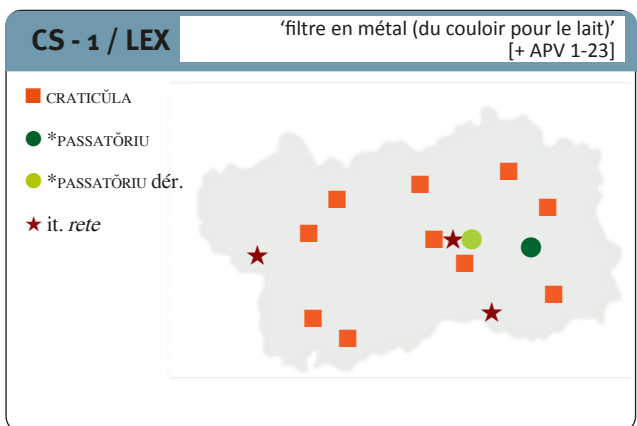 CS - 1 / LEX
‘filtre en métal (du couloir pour le lait)’
[+ APV 1-23]
CRATICŬLA
*PASSATŎRIU
*PASSATŎRIU dér.
it. rete